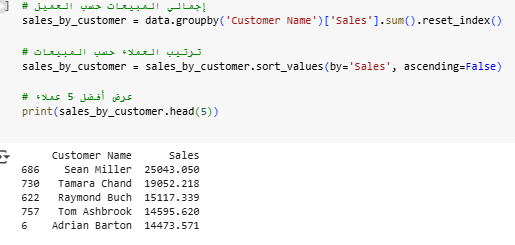 # إجمالي المبيعات حسب العميل
sales_by_customer = data.groupby('Customer Name')['Sales'].sum().reset_index()
# ترتيب العملاء حسب المبيعات
sales_by_customer = sales_by_customer.sort_values(by='Sales', ascending=False)
# عرض أفضل 5 عملاء
print(sales_by_customer.head(5))
Customer Name Sales
686 Sean Miller 25043.050
730 Tamara Chand 19052.218
622 Raymond Buch 15117.339
757 Tom Ashbrook 14595.620
6 Adrian Barton 14473.571